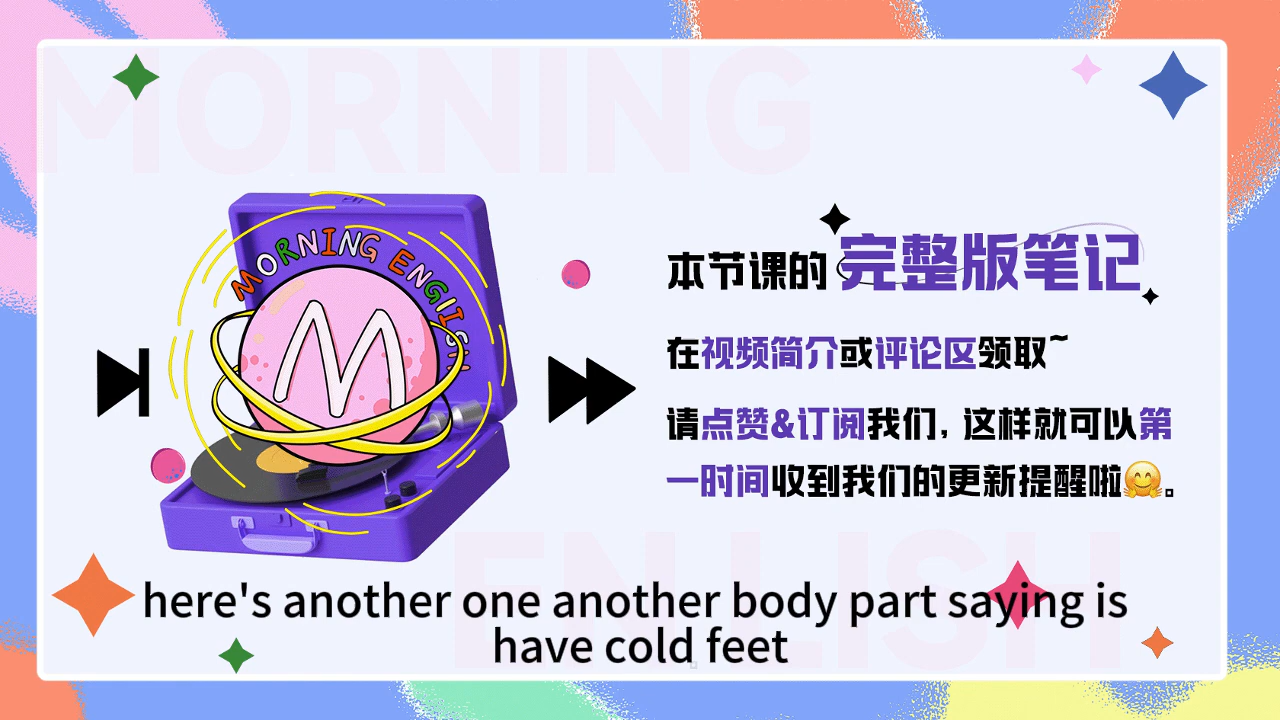 MORNING
MORNING ENGlISH
M
本节课的 完整版笔记
在视频简介或评论区领取~
请点赞&订阅我们, 这样就可以第
一时间收到我们的更新提醒啦🤗。
ENLISH
here's another one another body part saying is
have cold feet